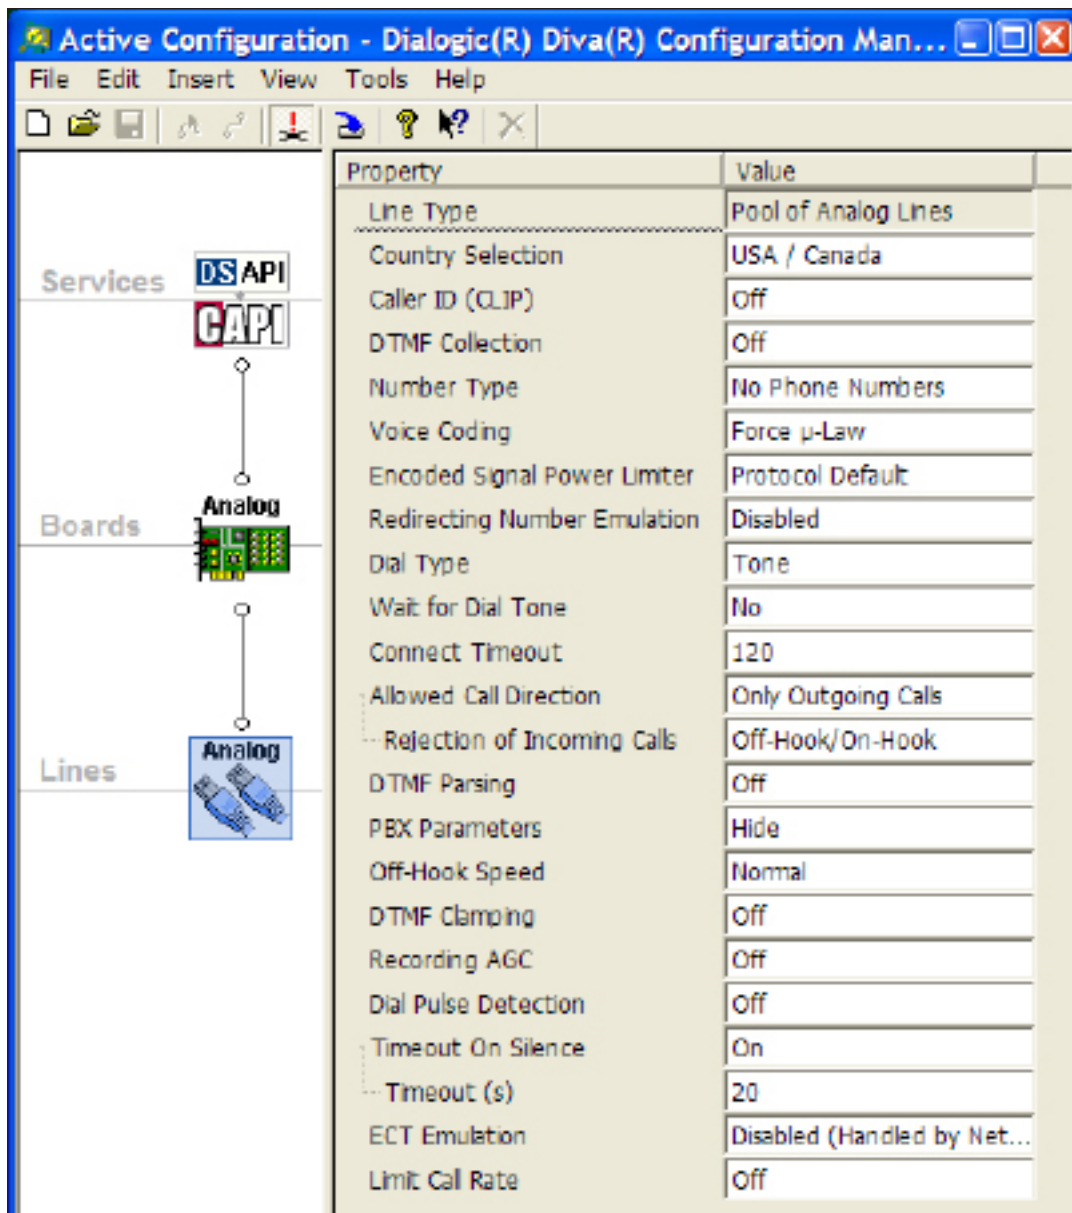 Active Configuration - Dialogic(R) Diva(R) Configuration Man...
File Edit Insert View Tools Help
Services
DS API
CAPI
Analog
Boards
Analog
Lines
Property Value
Line Type Pool of Analog Lines
Country Selection USA / Canada
Caller ID (CLIP) Off
DTMF Collection Off
Number Type No Phone Numbers
Voice Coding Force µ-Law
Encoded Signal Power Limiter Protocol Default
Redirecting Number Emulation Disabled
Dial Type Tone
Wait for Dial Tone No
Connect Timeout 120
Allowed Call Direction Only Outgoing Calls
Rejection of Incoming Calls Off-Hook/On-Hook
DTMF Parsing Off
PBX Parameters Hide
Off-Hook Speed Normal
DTMF Clamping Off
Recording AGC Off
Dial Pulse Detection Off
Timeout On Silence On
Timeout (s) 20
ECT Emulation Disabled (Handled by Net...
Limit Call Rate Off